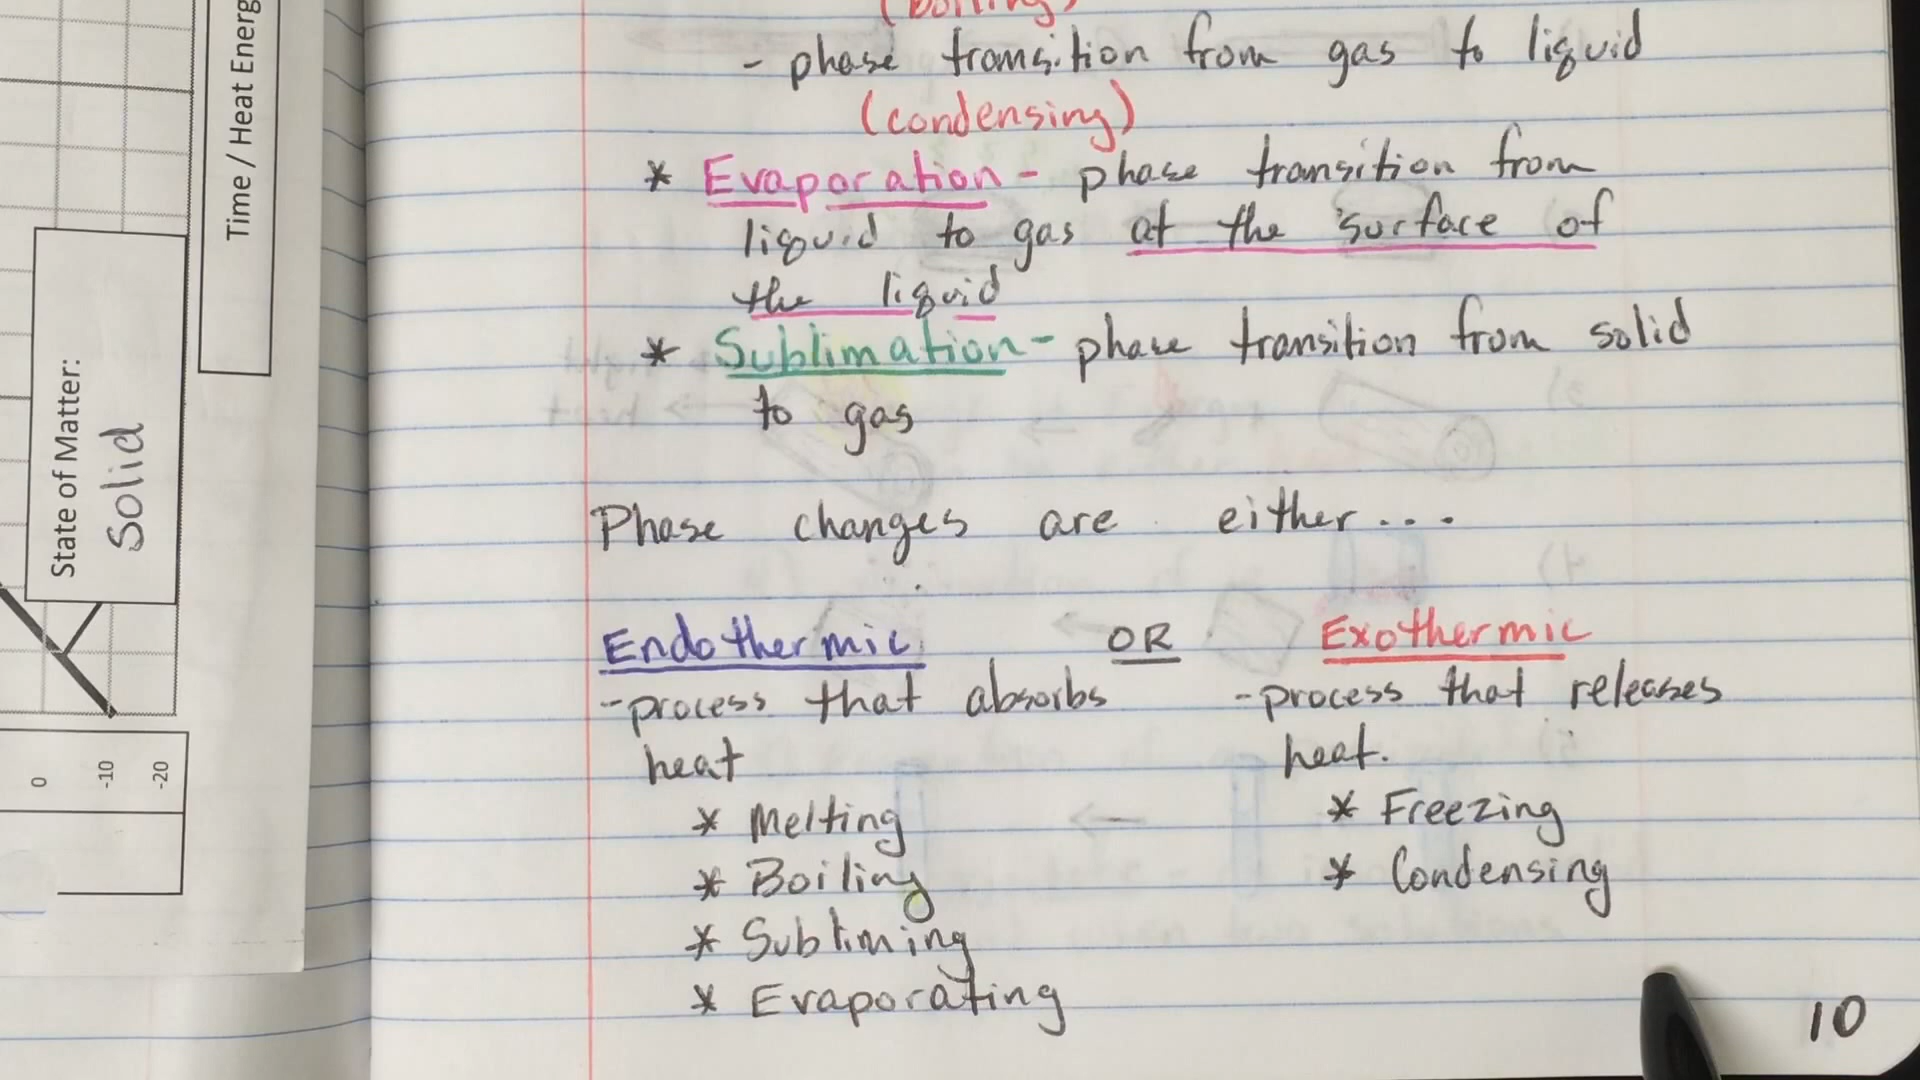 (boiling)
- phase transition from gas to liquid
(condensing)
* Evaporation - phase transition from
liquid to gas at the surface of
the liquid
* Sublimation - phase transition from solid
to gas
Phase changes are either...
Endothermic OR Exothermic
- process that absorbs
heat
* Melting
* Boiling
* Subliming
* Evaporating
- process that releases
heat.
* Freezing
* Condensing
10
Time / Heat Energ
State of Matter:
Solid
0
-10
-20